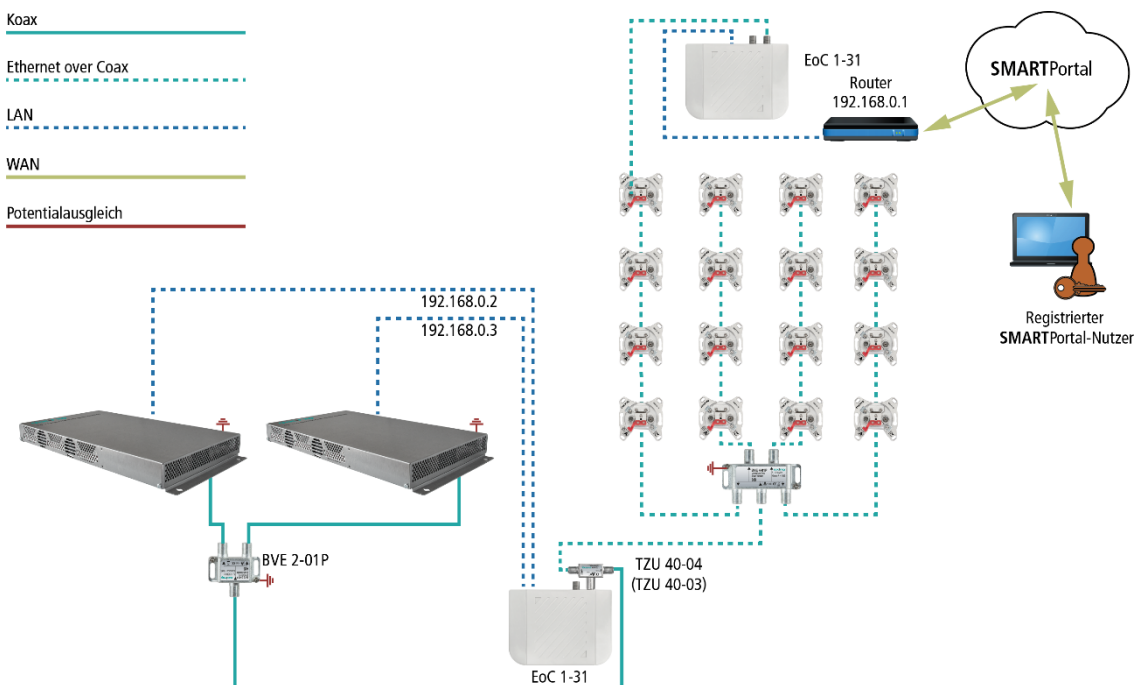 Koax
Ethernet over Coax
LAN
WAN
Potentialausgleich
EoC 1-31
Router
192.168.0.1
SMARTPortal
Registrierter
SMARTPortal-Nutzer
192.168.0.2
192.168.0.3
BVE 2-01P
TZU 40-04
(TZU 40-03)
EoC 1-31